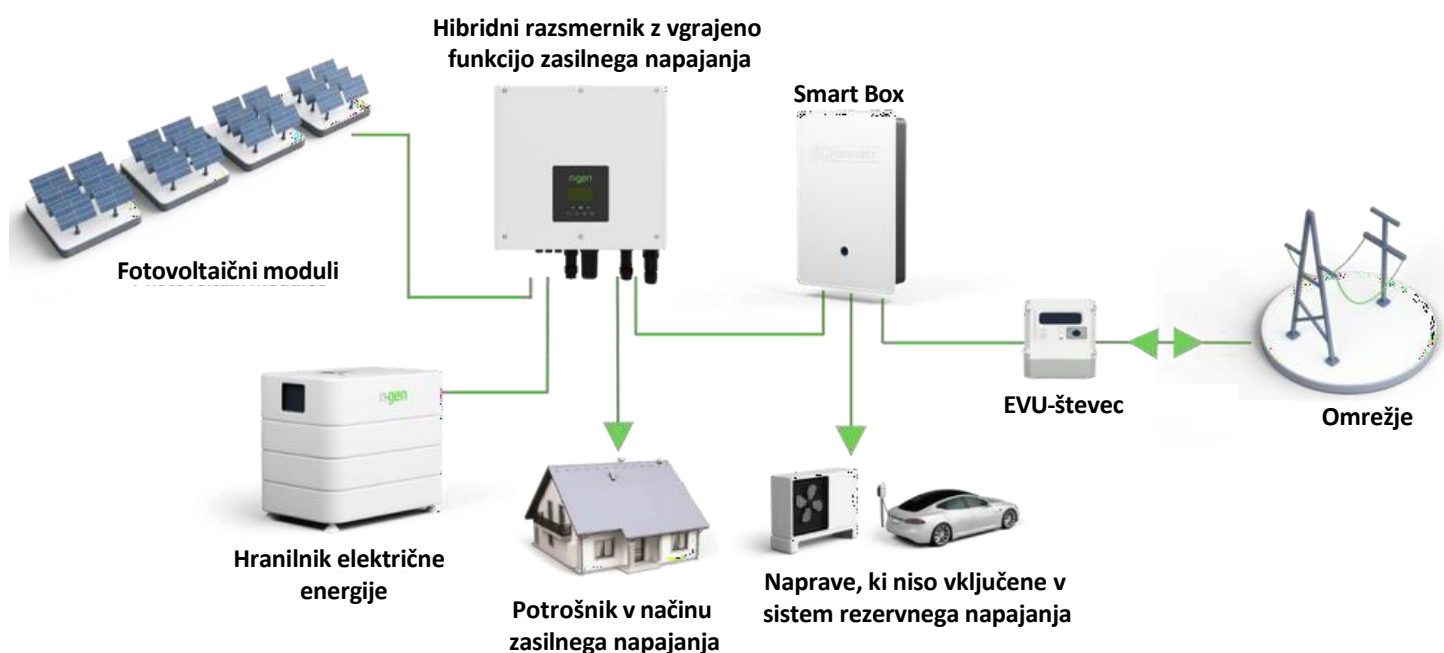 Hibridni razsmernik z vgrajeno
funkcijo zasilnega napajanja
Smart Box
n-gen
Fotovoltaični moduli
EVU-števec
Omrežje
n-gen
Hranilnik električne
energije
Potrošnik v načinu
zasilnega napajanja
Naprave, ki niso vključene v
sistem rezervnega napajanja